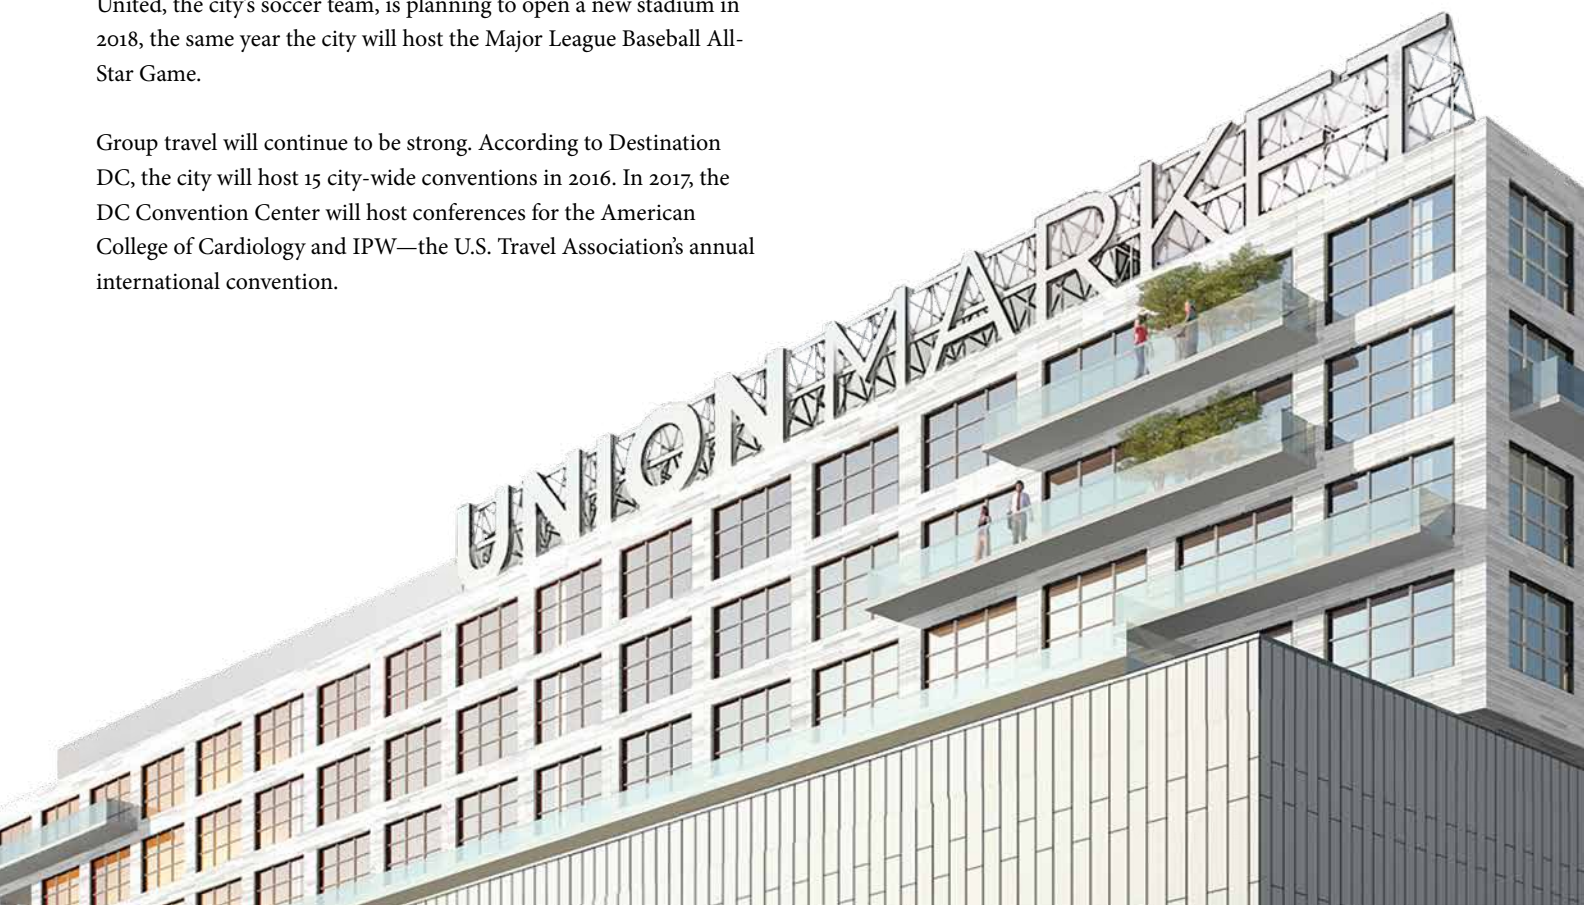 United, the city's soccer team, is planning to open a new stadium in
2018, the same year the city will host the Major League Baseball All-
Star Game.
Group travel will continue to be strong. According to Destination
DC, the city will host 15 city-wide conventions in 2016. In 2017, the
DC Convention Center will host conferences for the American
College of Cardiology and IPW—the U.S. Travel Association's annual
international convention.
UNION MARKET